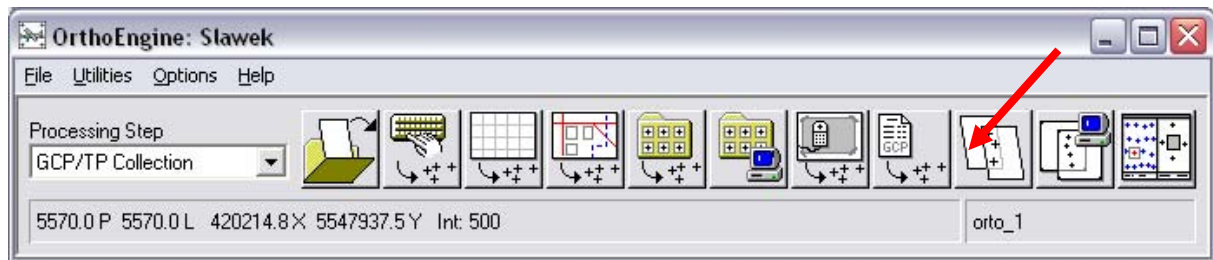 OrthoEngine: Slawek
File Utilities Options Help
Processing Step
GCP/TP Collection
GCP
5570.0 P 5570.0 L 420214.8 X 5547937.5 Y Int: 500
orto_1